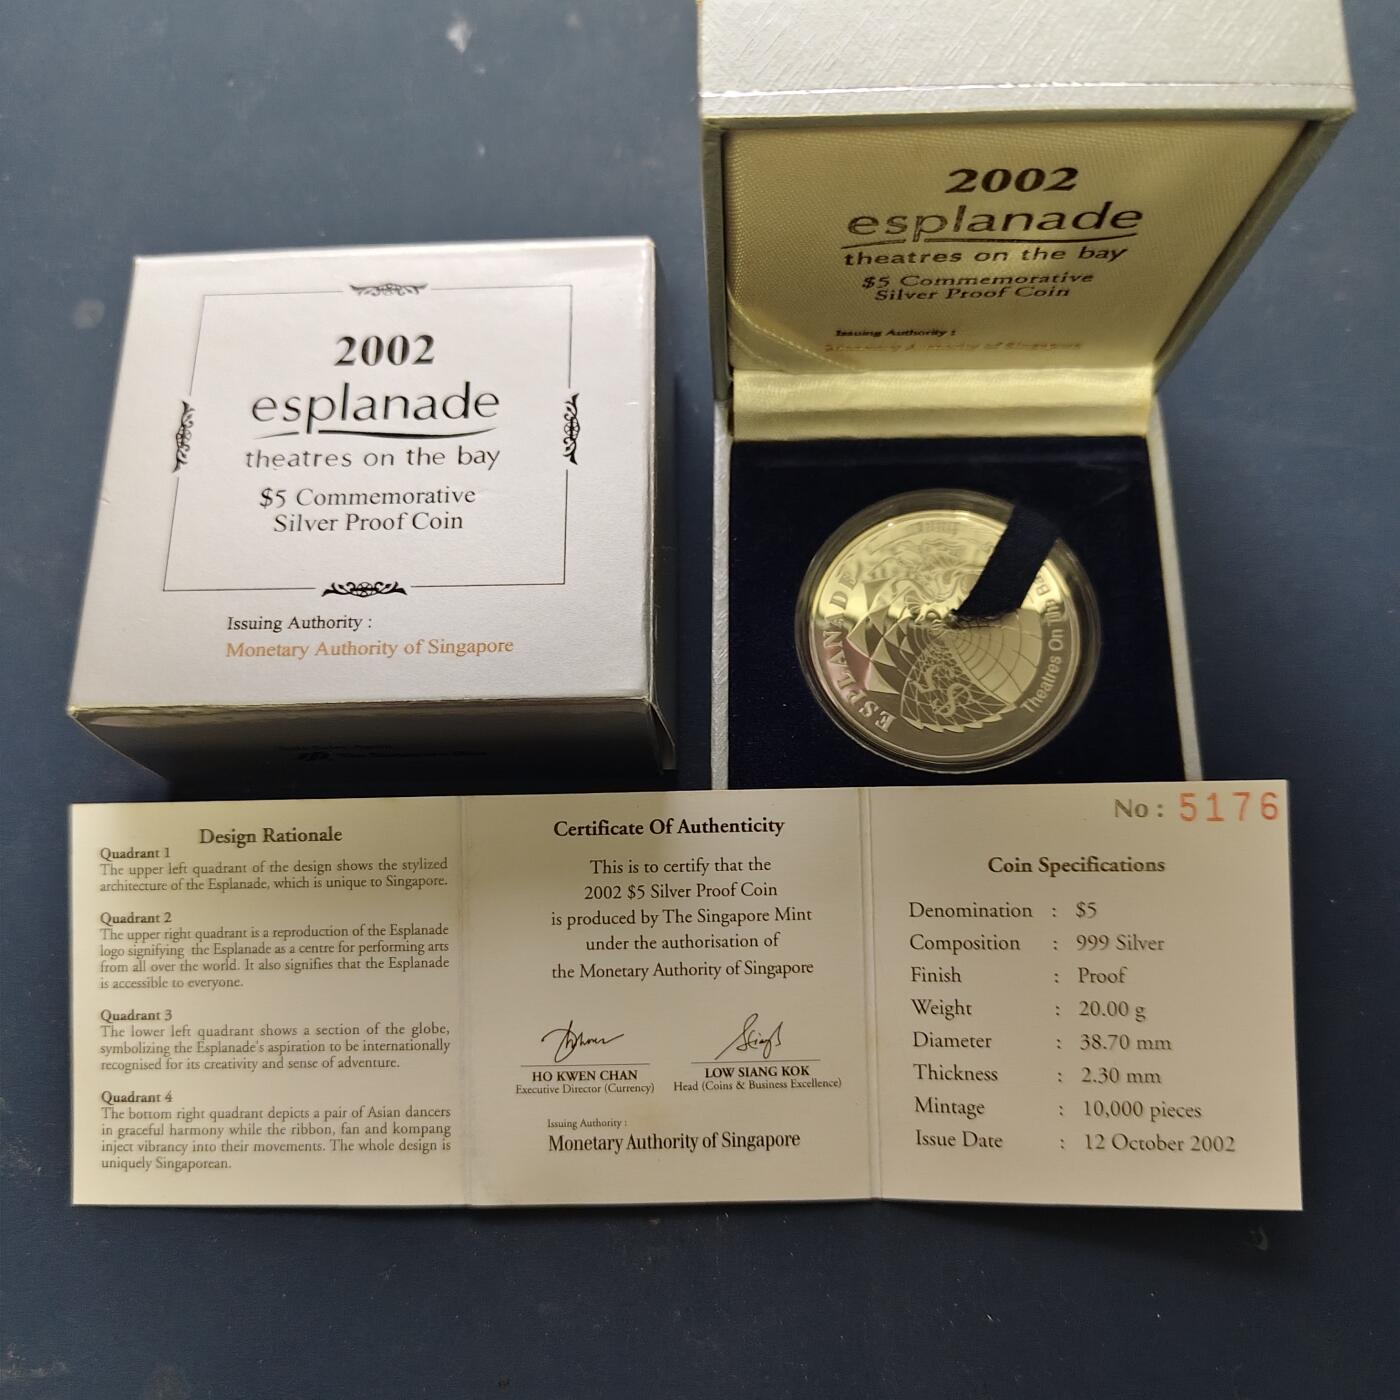 2002
esplanade
theatres on the bay
$5 Commemorative
Silver Proof Coin
Issuing Authority :
Monetary Authority of Singapore
2002
esplanade
theatres on the bay
$5 Commemorative
Silver Proof Coin
Issuing Authority :
Monetary Authority of Singapore
ESPLANADE
Theatres On The
$5
Design Rationale
Quadrant 1
The upper left quadrant of the design shows the stylized
architecture of the Esplanade, which is unique to Singapore.
Quadrant 2
The upper right quadrant is a reproduction of the Esplanade
logo signifying the Esplanade as a centre for performing arts
from all over the world. It also signifies that the Esplanade
is accessible to everyone.
Quadrant 3
The lower left quadrant shows a section of the globe,
symbolizing the Esplanade's aspiration to be internationally
recognised for its creativity and sense of adventure.
Quadrant 4
The bottom right quadrant depicts a pair of Asian dancers
in graceful harmony while the ribbon, fan and kompang
inject vibrancy into their movements. The whole design is
uniquely Singaporean.
Certificate Of Authenticity
This is to certify that the
2002 $5 Silver Proof Coin
is produced by The Singapore Mint
under the authorisation of
the Monetary Authority of Singapore
HO KWEN CHAN
Executive Director (Currency)
LOW SIANG KOK
Head (Coins & Business Excellence)
Issuing Authority :
Monetary Authority of Singapore
No : 5176
Coin Specifications
Denomination : $5
Composition : 999 Silver
Finish : Proof
Weight : 20.00 g
Diameter : 38.70 mm
Thickness : 2.30 mm
Mintage : 10,000 pieces
Issue Date : 12 October 2002